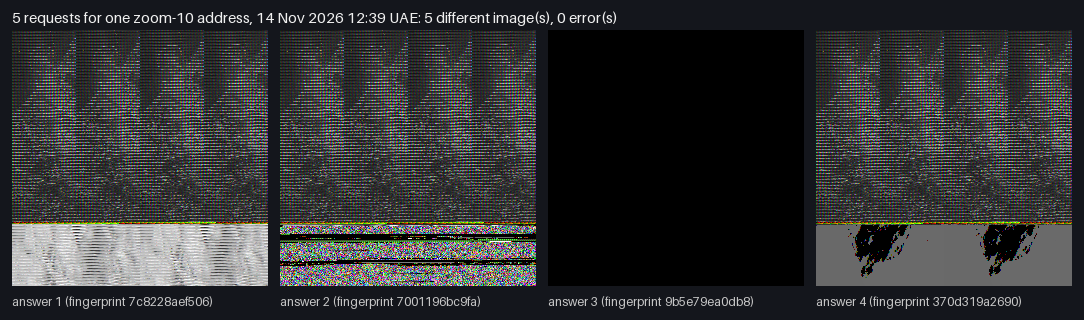 5 requests for one zoom-10 address, 14 Nov 2026 12:39 UAE: 5 different image(s), 0 error(s)
answer 1 (fingerprint 7c8228aef506)
answer 2 (fingerprint 7001196bc9fa)
answer 3 (fingerprint 9b5e79ea0db8)
answer 4 (fingerprint 370d319a2690)